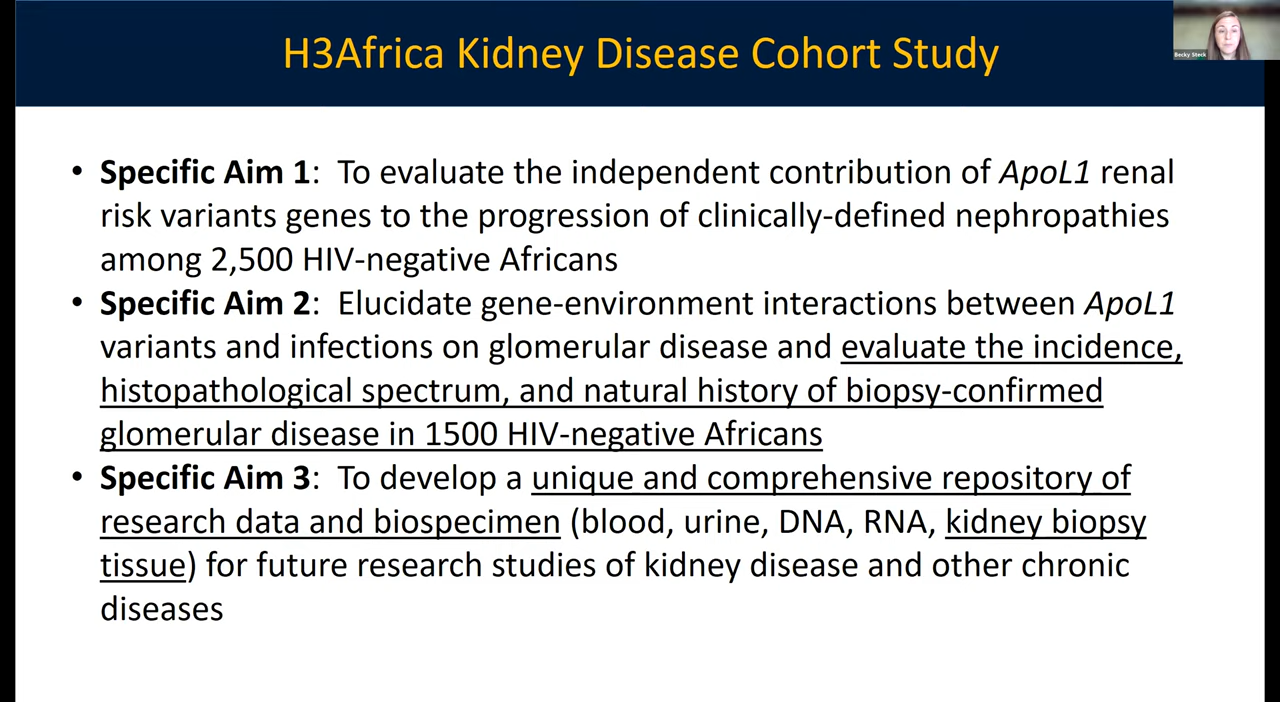 H3Africa Kidney Disease Cohort Study
Becky Steck
• Specific Aim 1:  To evaluate the independent contribution of ApoL1 renal
risk variants genes to the progression of clinically-defined nephropathies
among 2,500 HIV-negative Africans
• Specific Aim 2:  Elucidate gene-environment interactions between ApoL1
variants and infections on glomerular disease and evaluate the incidence,
histopathological spectrum, and natural history of biopsy-confirmed
glomerular disease in 1500 HIV-negative Africans
• Specific Aim 3:  To develop a unique and comprehensive repository of
research data and biospecimen (blood, urine, DNA, RNA, kidney biopsy
tissue) for future research studies of kidney disease and other chronic
diseases